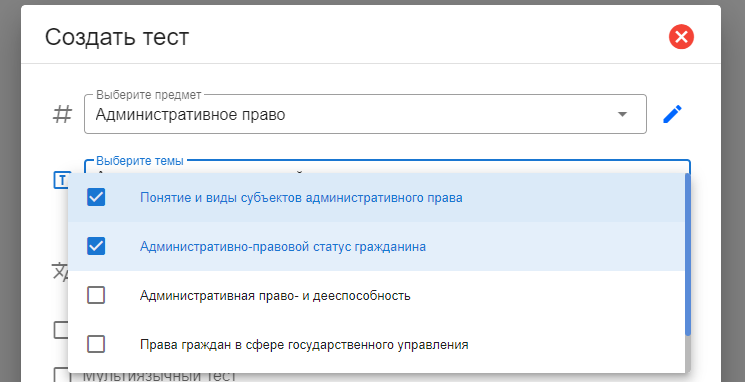 Создать тест
Выберите предмет
Административное право
Выберите темы
Понятие и виды субъектов административного права
Административно-правовой статус гражданина
Административная право- и дееспособность
Права граждан в сфере государственного управления
Мультиязычный тест